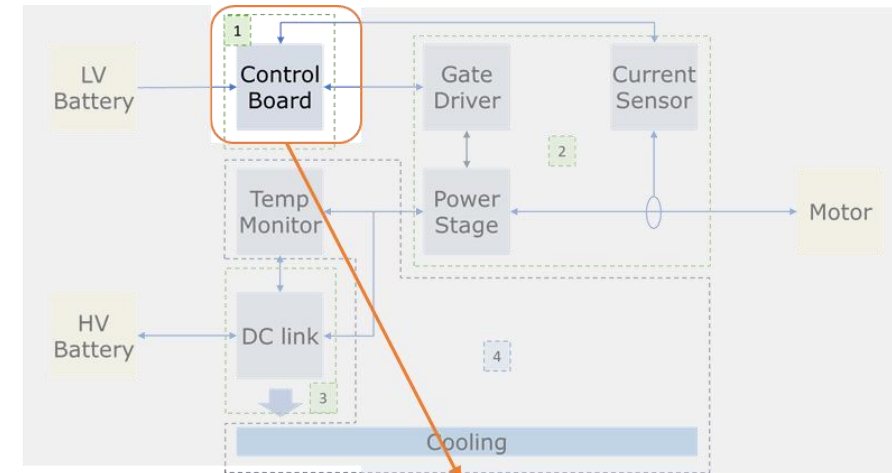 1
LV
Battery
Control
Board
Gate
Driver
Current
Sensor
2
Temp
Monitor
Power
Stage
Motor
HV
Battery
DC link
4
3
Cooling